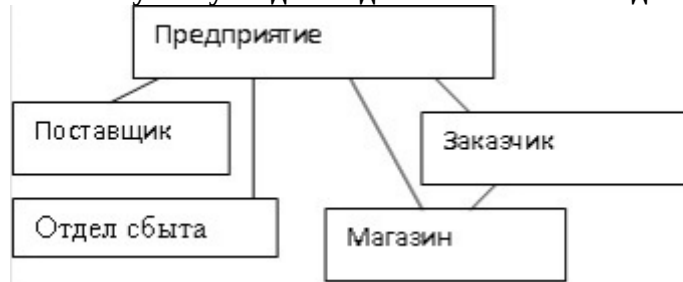 Предприятие
Поставщик
Заказчик
Отдел сбыта
Магазин